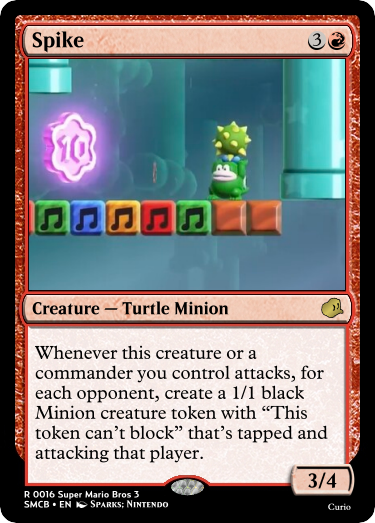 Spike 3
10
Creature — Turtle Minion
Whenever this creature or a
commander you control attacks, for
each opponent, create a 1/1 black
Minion creature token with “This
token can’t block” that’s tapped and
attacking that player.
3/4
R 0016 Super Mario Bros 3
SMCB • EN Sparks; Nintendo
Curio